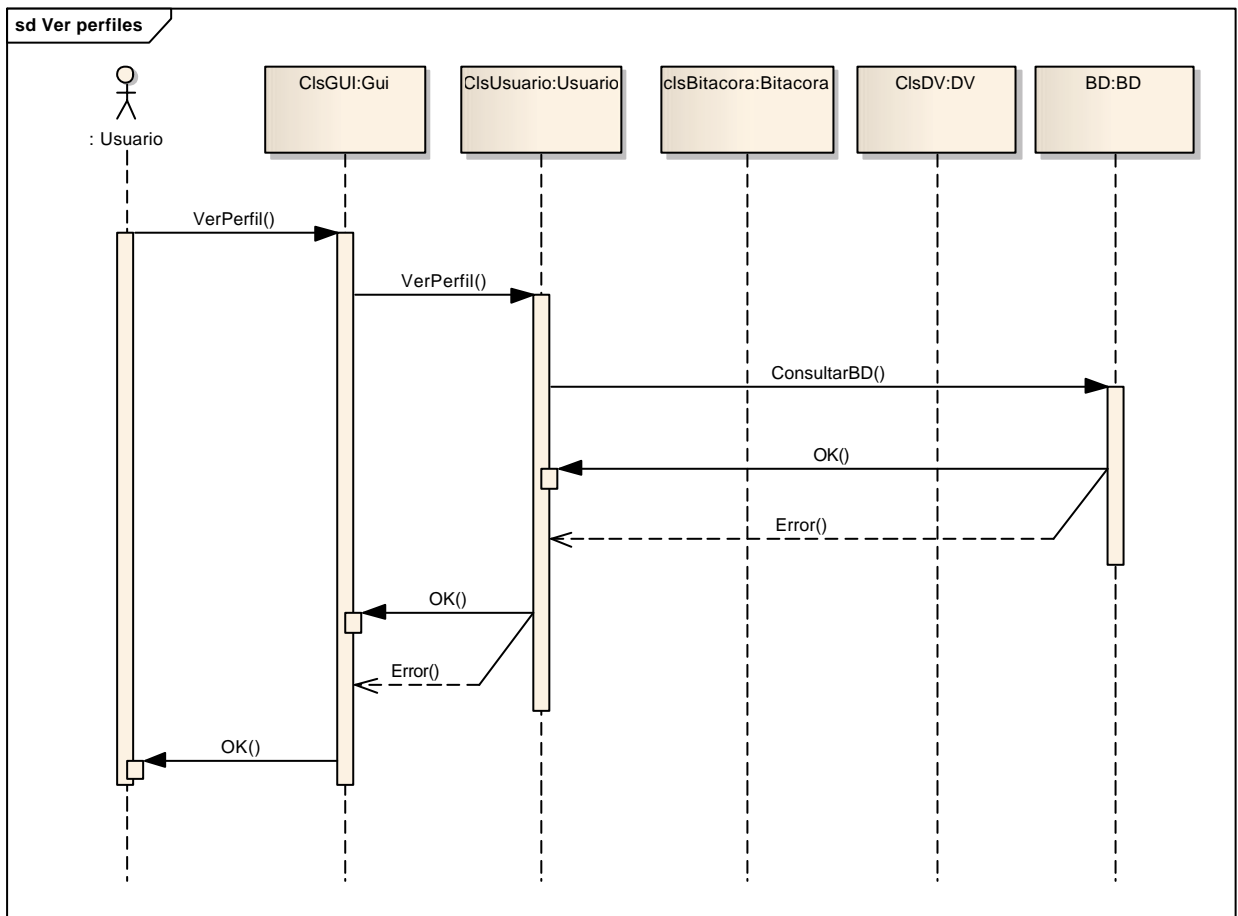 sd Ver perfiles
: Usuario
ClsGUI:Gui
ClsUsuario:Usuario
clsBitacora:Bitacora
ClsDV:DV
BD:BD
VerPerfil()
VerPerfil()
ConsultarBD()
OK()
Error()
OK()
Error()
OK()